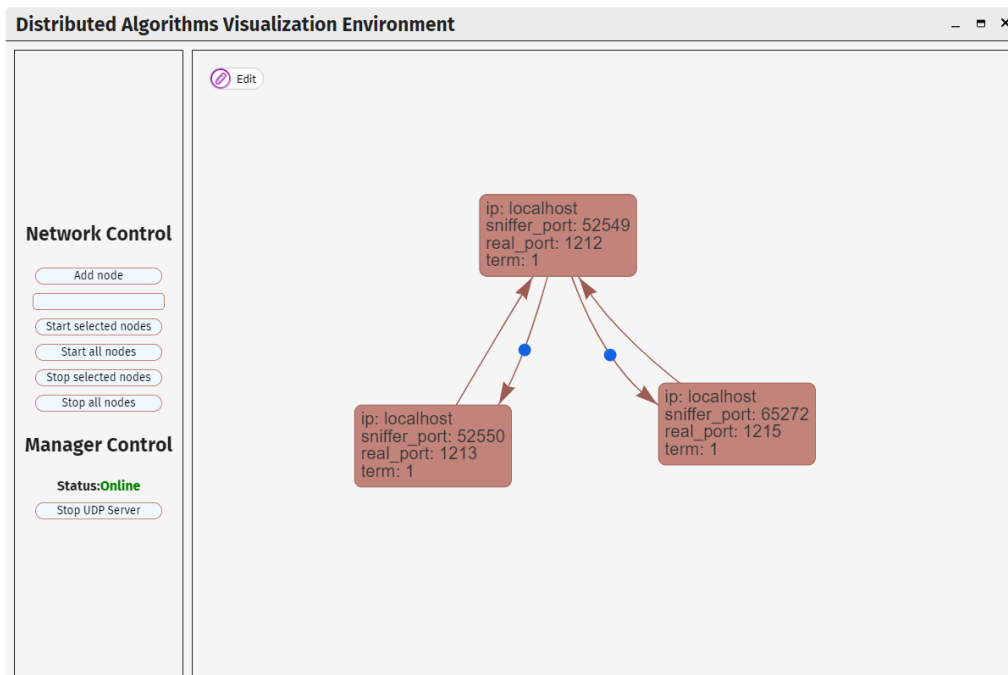 Distributed Algorithms Visualization Environment
Edit
Network Control
Add node
Start selected nodes
Start all nodes
Stop selected nodes
Stop all nodes
Manager Control
Status:Online
Stop UDP Server
ip: localhost
sniffer_port: 52549
real_port: 1212
term: 1
ip: localhost
sniffer_port: 52550
real_port: 1213
term: 1
ip: localhost
sniffer_port: 65272
real_port: 1215
term: 1